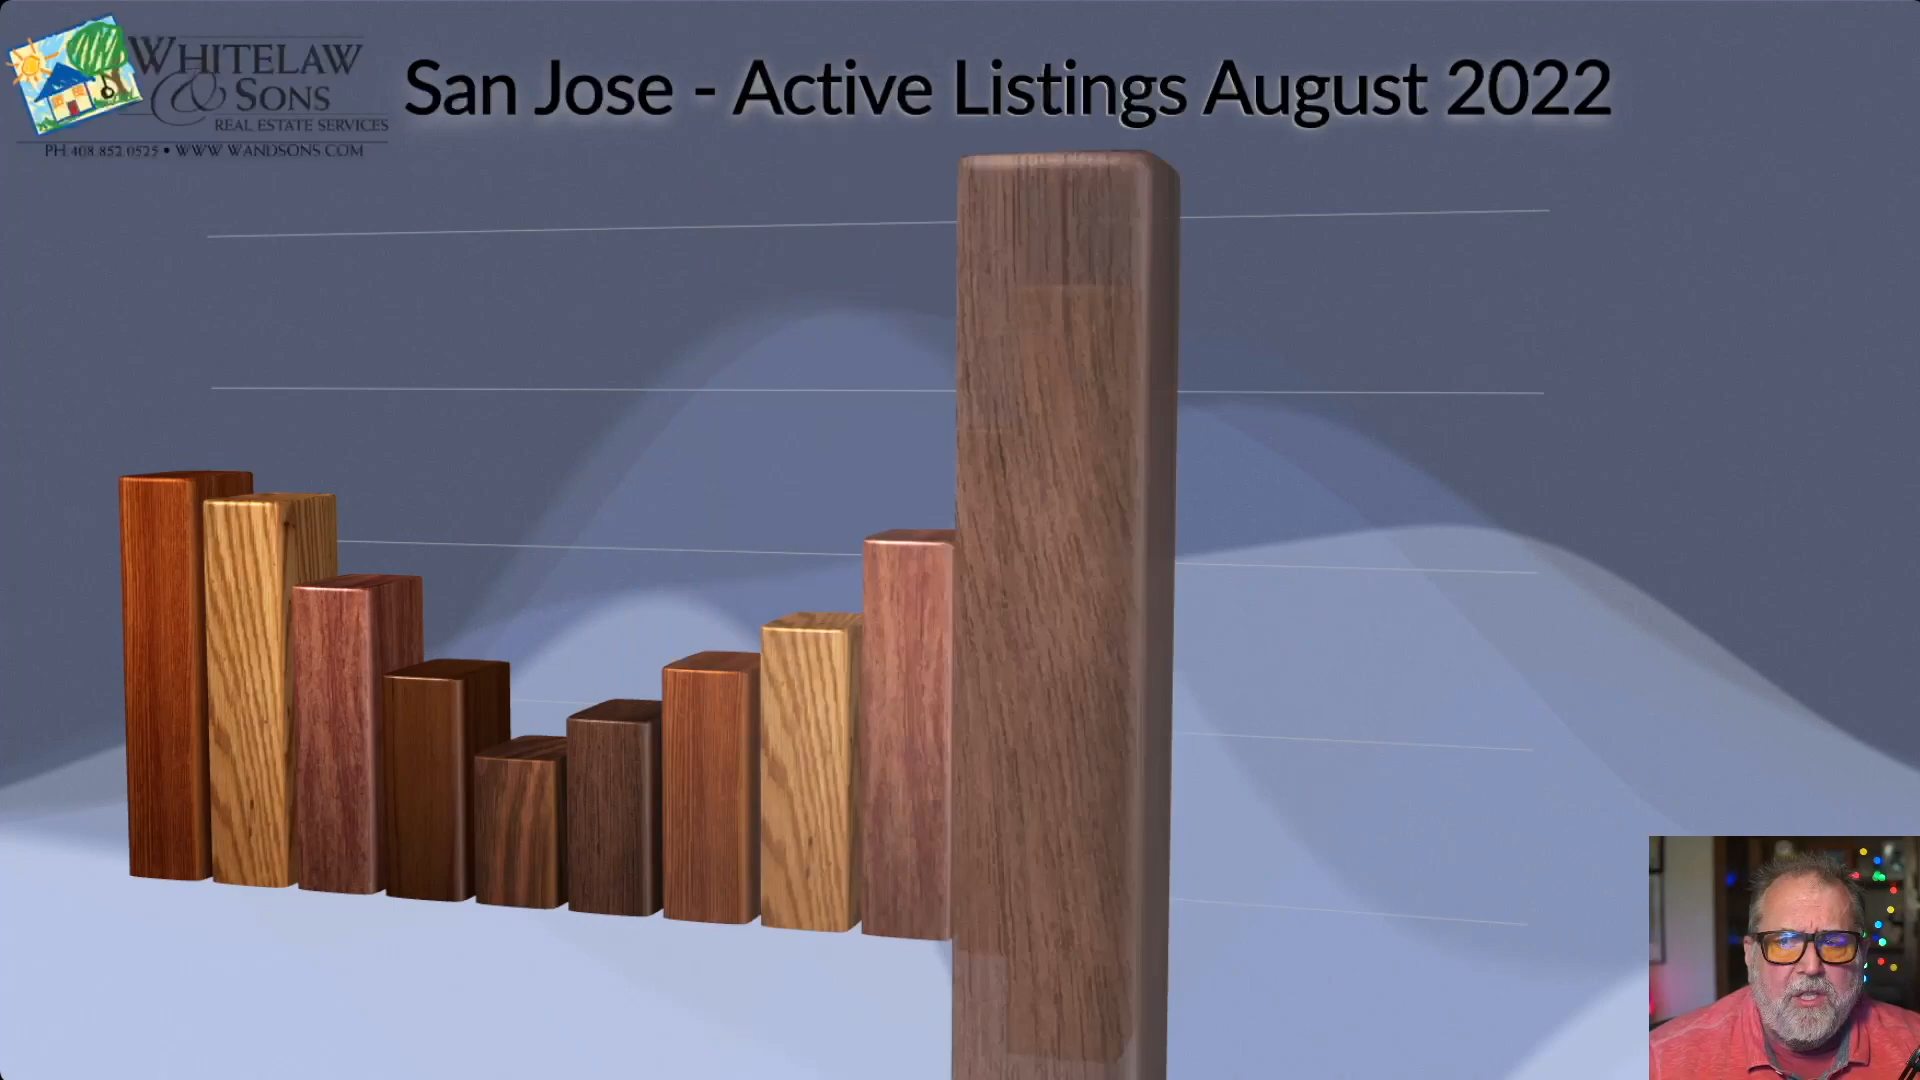 WHITELAW
& SONS
REAL ESTATE SERVICES
PH 408.852.0525 • WWW WANDSONS.COM
San Jose - Active Listings August 2022